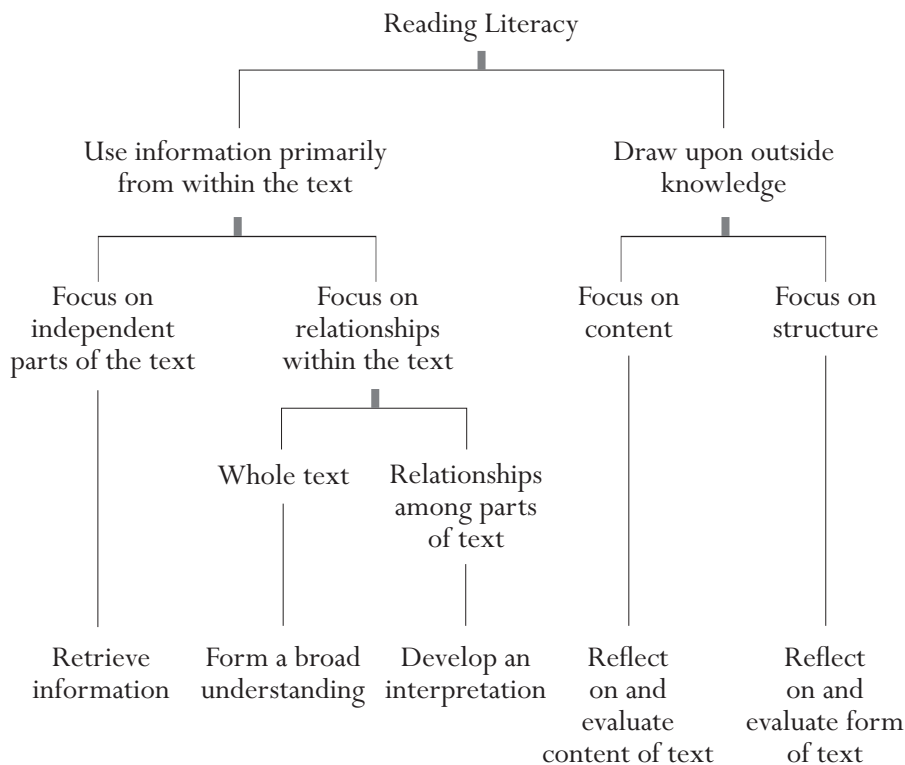 Reading Literacy
Use information primarily
from within the text
Draw upon outside
knowledge
Focus on
independent
parts of the text
Focus on
relationships
within the text
Focus on
content
Focus on
structure
Whole text
Relationships
among parts
of text
Retrieve
information
Form a broad
understanding
Develop an
interpretation
Reflect
on and
evaluate
content of text
Reflect
on and
evaluate form
of text